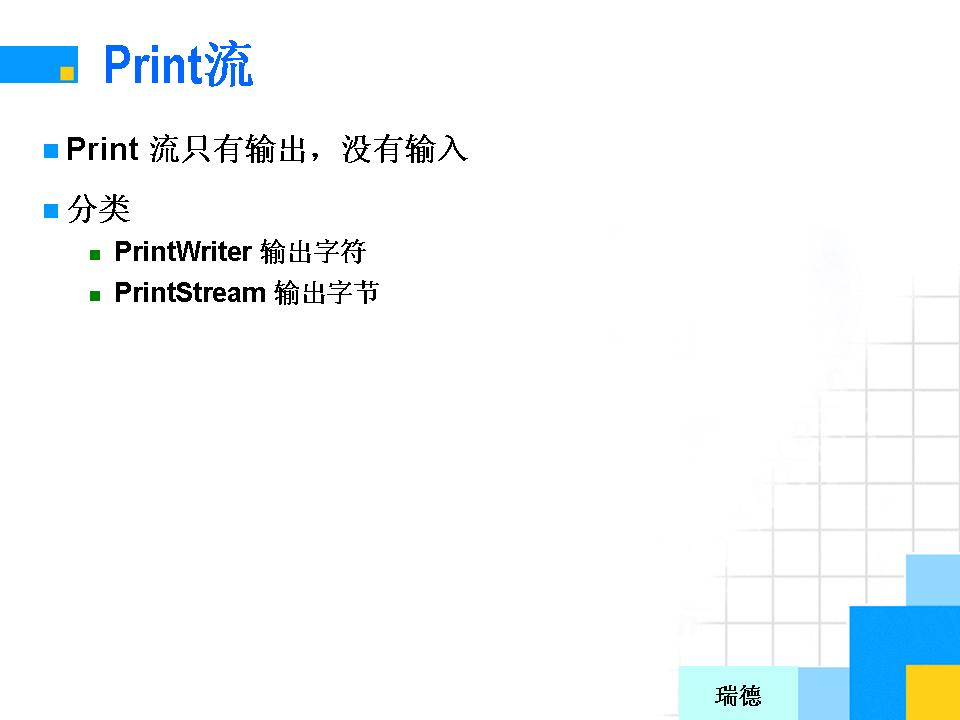 Print流
Print 流只有输出，没有输入
分类
PrintWriter 输出字符
PrintStream 输出字节
瑞德